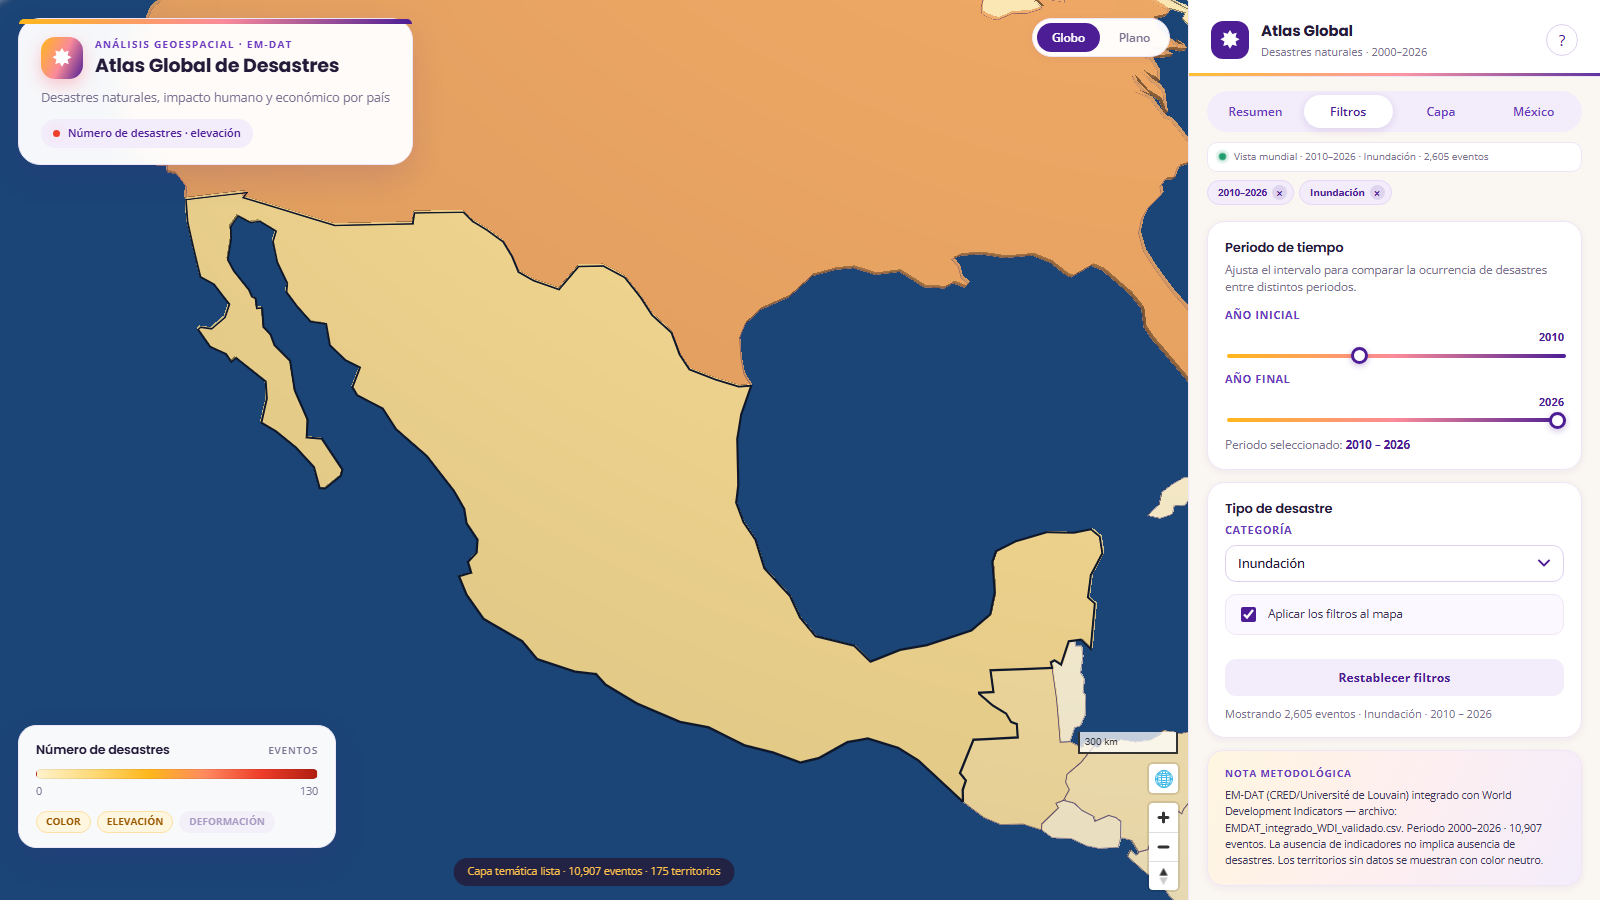 ANÁLISIS GEOESPACIAL · EM-DAT
Atlas Global de Desastres
Desastres naturales, impacto humano y económico por país
Número de desastres · elevación
Globo
Plano
Atlas Global
Desastres naturales · 2000–2026
?
Resumen
Filtros
Capa
México
Vista mundial · 2010–2026 · Inundación · 2,605 eventos
2010–2026 ×
Inundación ×
Periodo de tiempo
Ajusta el intervalo para comparar la ocurrencia de desastres
entre distintos periodos.
AÑO INICIAL
2010
AÑO FINAL
2026
Periodo seleccionado: 2010 – 2026
Tipo de desastre
CATEGORÍA
Inundación
Aplicar los filtros al mapa
Restablecer filtros
Mostrando 2,605 eventos · Inundación · 2010 – 2026
NOTA METODOLÓGICA
EM-DAT (CRED/Université de Louvain) integrado con World
Development Indicators — archivo:
EMDAT_integrado_WDI_validado.csv. Periodo 2000–2026 · 10,907
eventos. La ausencia de indicadores no implica ausencia de
desastres. Los territorios sin datos se muestran con color neutro.
300 km
Número de desastres
EVENTOS
0
130
COLOR
ELEVACIÓN
DEFORMACIÓN
Capa temática lista · 10,907 eventos · 175 territorios